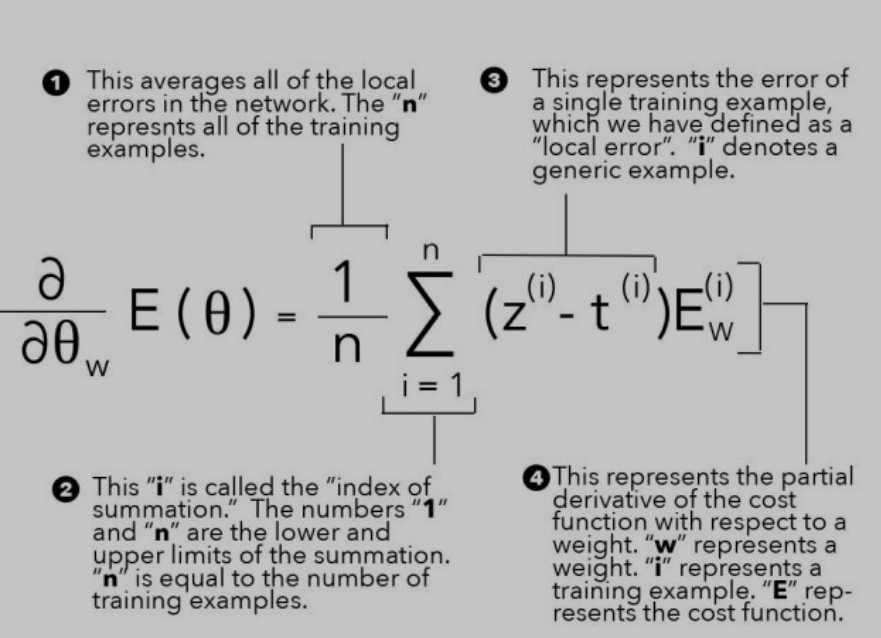 1 This averages all of the local
errors in the network. The “n”
represnts all of the training
examples.
3 This represents the error of
a single training example,
which we have defined as a
“local error”. “i” denotes a
generic example.
∂/∂θ_w E(θ) = 1/n ∑_{i = 1}^{n} (z^(i) - t^(i))E_w^(i)]
2 This “i” is called the “index of
summation.” The numbers “1”
and “n” are the lower and
upper limits of the summation.
“n” is equal to the number of
training examples.
4 This represents the partial
derivative of the cost
function with respect to a
weight. “w” represents a
weight. “i” represents a
training example. “E” rep-
resents the cost function.